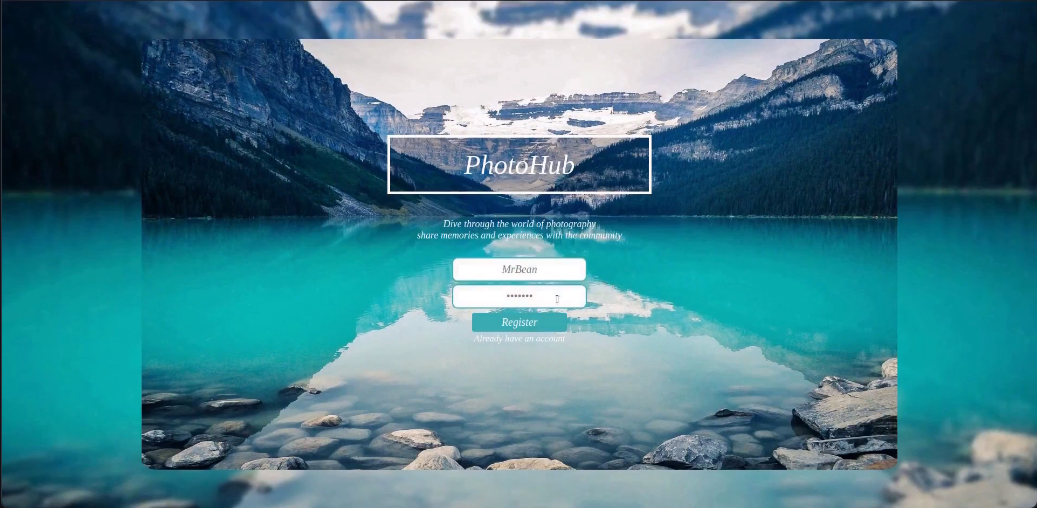 PhotoHub
Dive through the world of photography
share memories and experiences with the community
MrBean
•••••••
Register
Already have an account